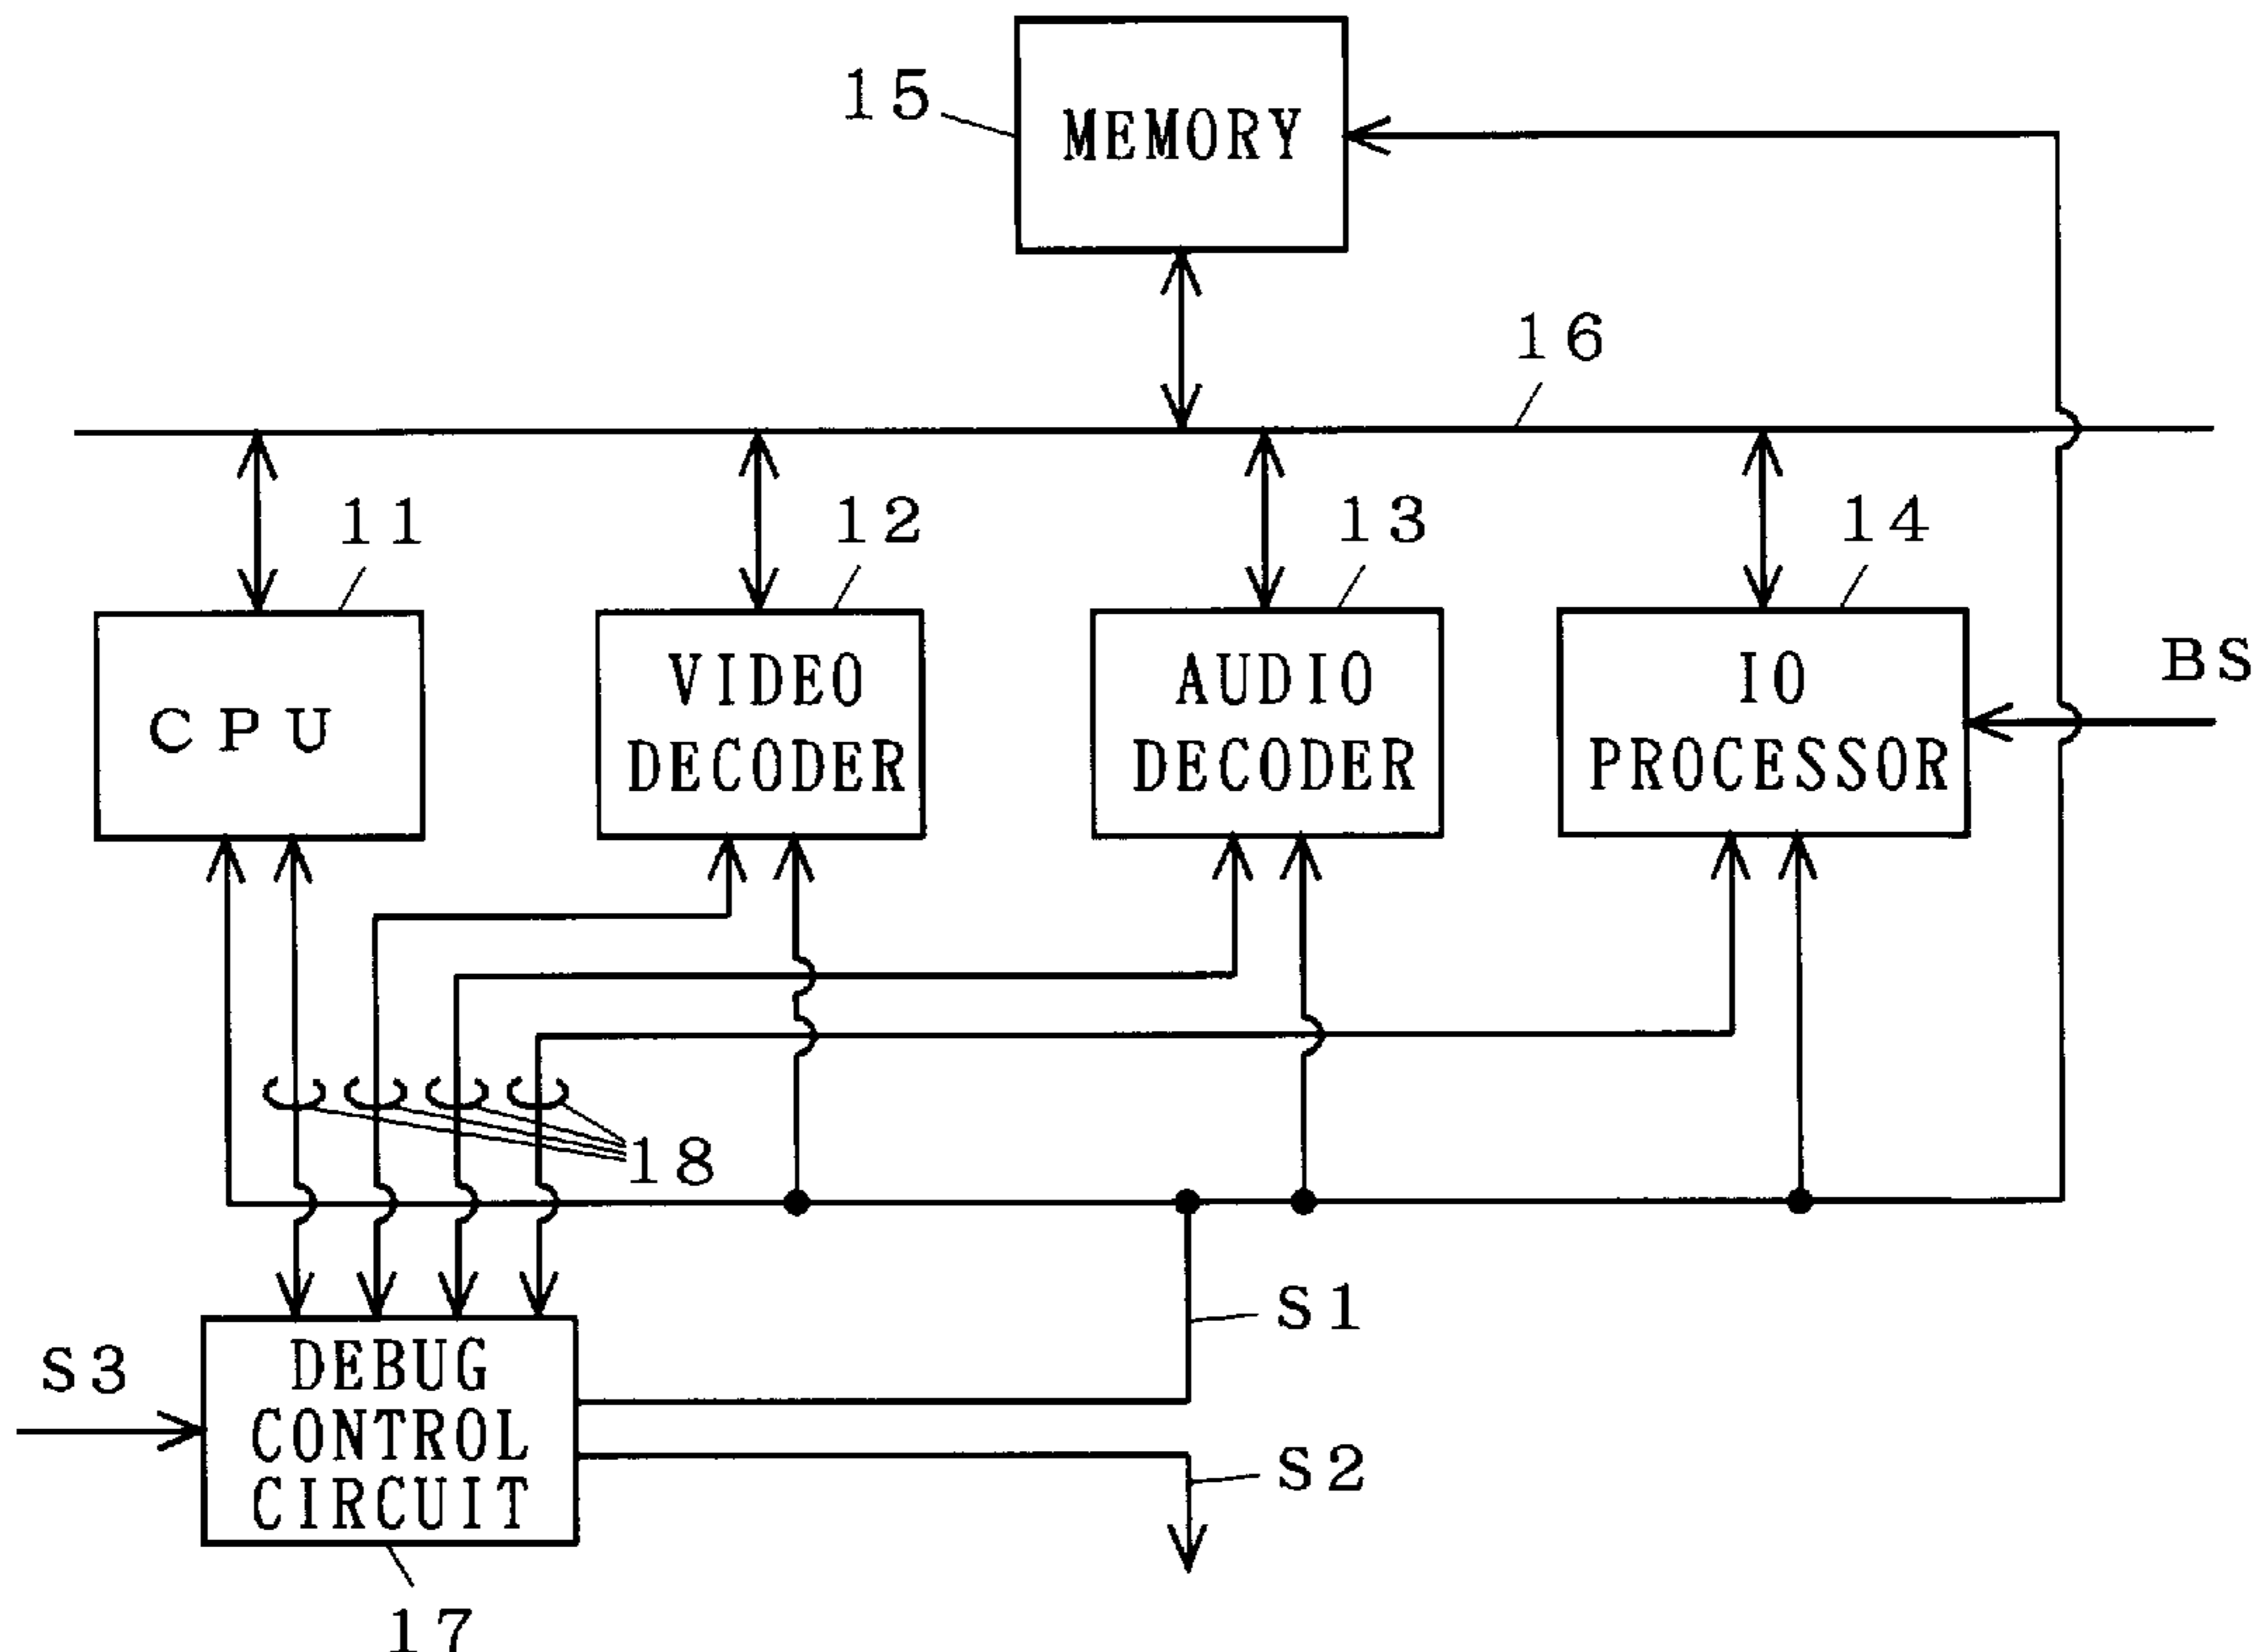 15
MEMORY
16
11
12
13
14
CPU
VIDEO
DECODER
AUDIO
DECODER
IO
PROCESSOR
BS
18
S3
DEBUG
CONTROL
CIRCUIT
S1
S2
17